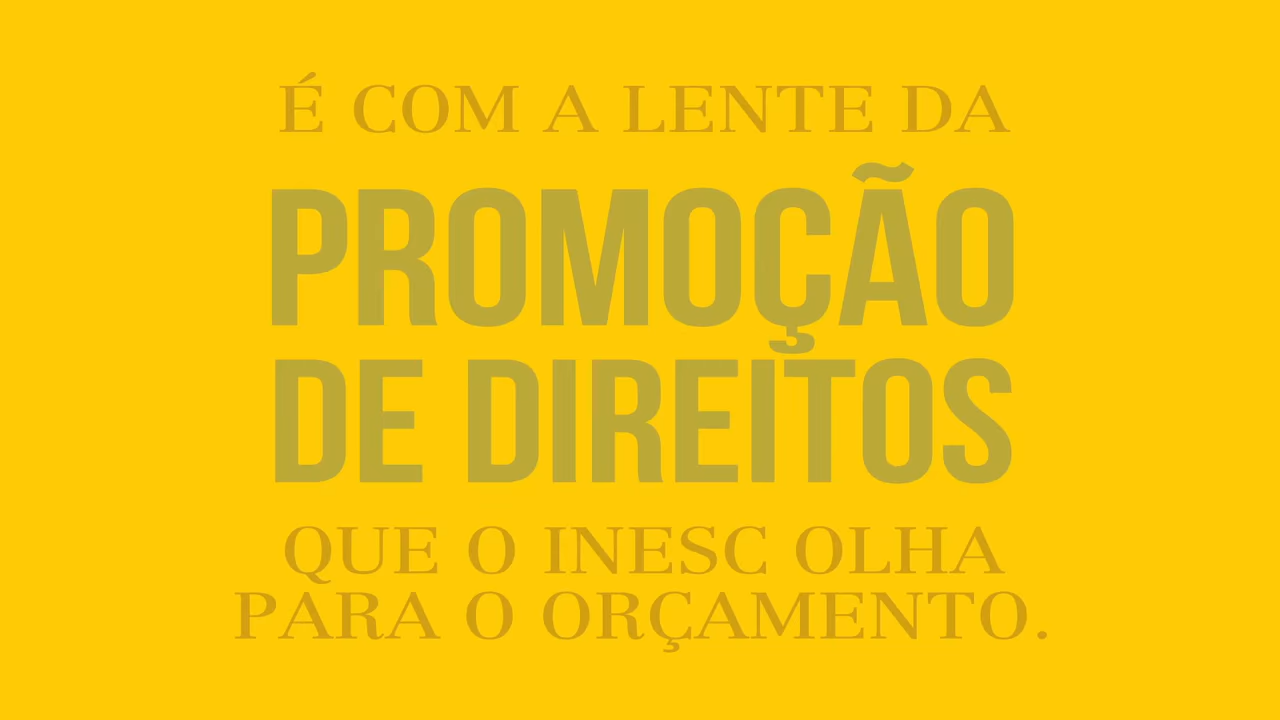 É COM A LENTE DA
PROMOÇÃO
DE DIREITOS
QUE O INESC OLHA
PARA O ORÇAMENTO.